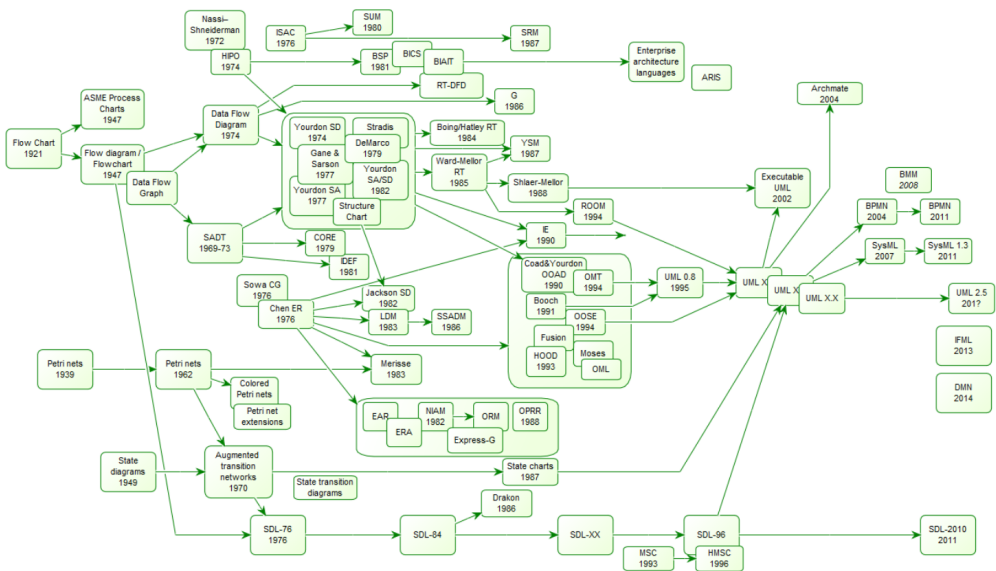 Nassi–
Shneiderman
1972
HIPO
1974
ISAC
1976
SUM
1980
SRM
1987
BSP
1981
BICS
BIAIT
RT-DFD
Enterprise
architecture
languages
ARIS
Archmate
2004
ASME Process
Charts
1947
Flow Chart
1921
Flow diagram /
Flowchart
1947
Data Flow
Graph
Data Flow
Diagram
1974
G
1986
Yourdon SD
1974
Stradis
DeMarco
1979
Gane &
Sarson
1977
Yourdon
SA/SD
1982
Yourdon SA
1977
Structure
Chart
Boing/Hatley RT
1984
YSM
1987
Ward-Mellor
RT
1985
Shlaer-Mellor
1988
ROOM
1994
Executable
UML
2002
BMM
2008
BPMN
2004
BPMN
2011
SysML
2007
SysML 1.3
2011
SADT
1969-73
CORE
1979
IDEF
1981
IE
1990
Sowa CG
1976
Chen ER
1976
Jackson SD
1982
LDM
1983
SSADM
1986
Coad&Yourdon
OOAD
1990
OMT
1994
Booch
1991
OOSE
1994
Fusion
HOOD
1993
Moses
OML
UML 0.8
1995
UML X
UML X
UML X.X
UML 2.5
201?
IFML
2013
DMN
2014
Petri nets
1939
Petri nets
1962
Colored
Petri nets
Petri net
extensions
Merisse
1983
EAR
ERA
NIAM
1982
ORM
OPRR
1988
Express-G
State
diagrams
1949
Augmented
transition
networks
1970
State transition
diagrams
State charts
1987
Drakon
1986
SDL-76
1976
SDL-84
SDL-XX
SDL-96
MSC
1993
HMSC
1996
SDL-2010
2011